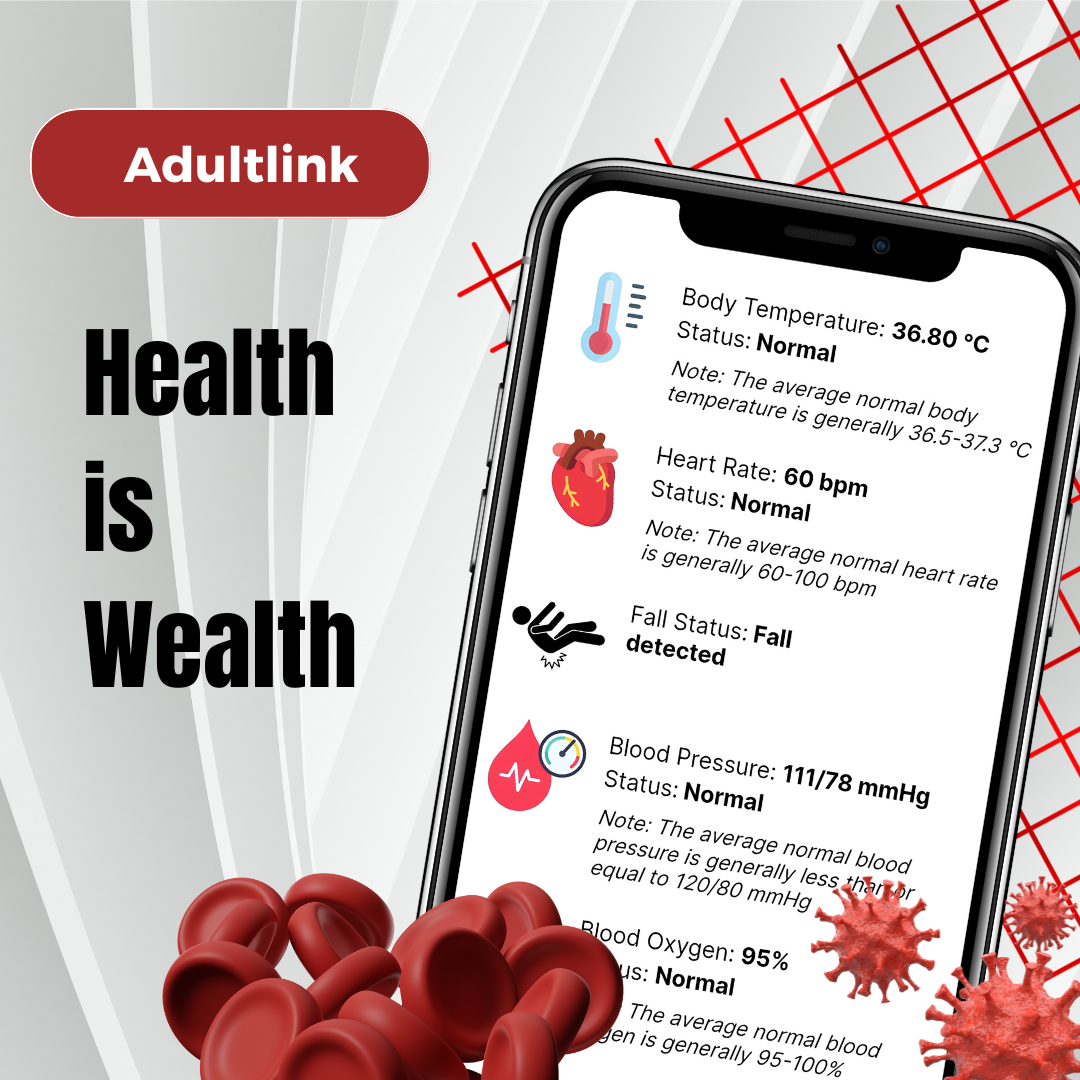 Adultlink
Health
is
Wealth
Body Temperature: 36.80 °C
Status: Normal
Note: The average normal body
temperature is generally 36.5-37.3 °C
Heart Rate: 60 bpm
Status: Normal
Note: The average normal heart rate
is generally 60-100 bpm
Fall Status: Fall
detected
Blood Pressure: 111/78 mmHg
Status: Normal
Note: The average normal blood
pressure is generally less than or
equal to 120/80 mmHg
Blood Oxygen: 95%
Normal
The average normal blood
is generally 95-100%